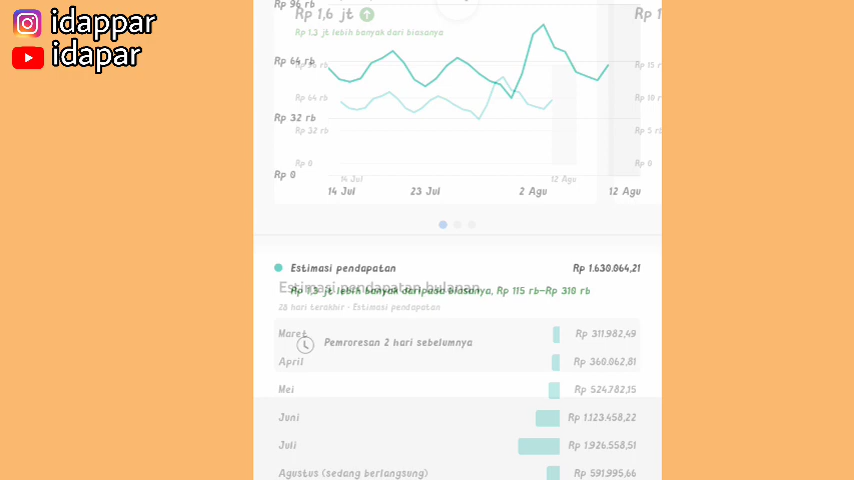 idappar
idapar
Rp 96 rb
Rp 1,6 jt
Rp 1
Rp 1,3 jt lebih banyak dari biasanya
Rp 64 rb
Rp 96 rb
Rp 15 rb
Rp 64 rb
Rp 10 rb
Rp 32 rb
Rp 32 rb
Rp 5 rb
Rp 0
Rp 0
Rp 0
14 Jul
12 Agu
14 Jul
23 Jul
2 Agu
12 Agu
Estimasi pendapatan
Rp 1.630.064,21
Estimasi pendapatan bulanan
Rp 1,3 jt lebih banyak daripada biasanya, Rp 115 rb–Rp 310 rb
28 hari terakhir · Estimasi pendapatan
Maret
Rp 311.982,49
Pemroresan 2 hari sebelumnya
April
Rp 360.062,81
Mei
Rp 524.782,15
Juni
Rp 1.123.458,22
Juli
Rp 1.926.558,51
Agustus (sedang berlangsung)
Rp 591.995,66